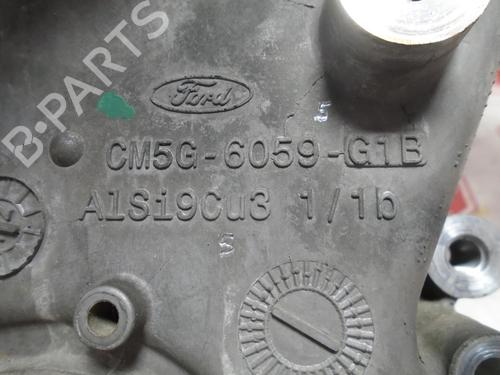 B-PARTS
Ford
CM5G-6059-G1B
AlSi9Cu3 1/1b
S
S